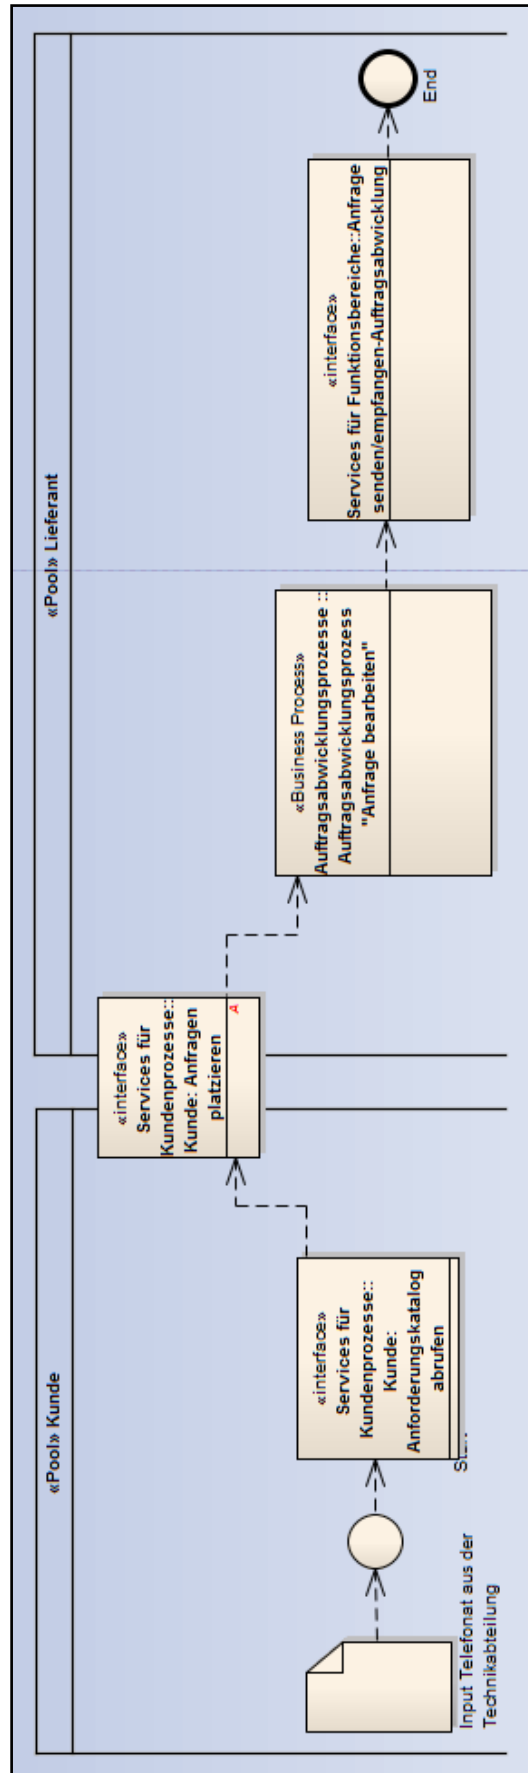 «Pool» Kunde
Input Telefonat aus der
Technikabteilung
«interface»
Services für
Kundenprozesse::
Kunde:
Anforderungskatalog
abrufen
«interface»
Services für
Kundenprozesse::
Kunde: Anfragen
platzieren
A
«Pool» Lieferant
«Business Process»
Auftragsabwicklungsprozesse ::
Auftragsabwicklungsprozess
"Anfrage bearbeiten"
«interface»
Services für Funktionsbereiche::Anfrage
senden/empfangen-Auftragsabwicklung
End